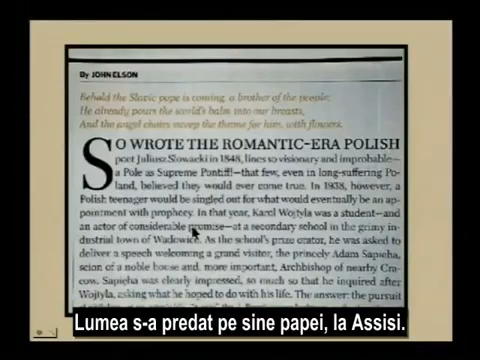 By JOHN ELSON
Behold the Slavic pope is coming, a brother of the people;
He already pours the world's balm into our breasts,
And the angel choirs sweep the throne for him, with flowers.
SO WROTE THE ROMANTIC-ERA POLISH
poet Juliusz Slowacki in 1848, lines so visionary and improbable—
a Pole as Supreme Pontiff!—that few, even in long-suffering Po-
land, believed they would ever come true. In 1938, however, a
Polish teenager would be singled out for what would eventually be an ap-
pointment with prophecy. In that year, Karol Wojtyla was a student—and
an actor of considerable promise—at a secondary school in the grimy in-
dustrial town of Wadowice. As the school's prize orator, he was asked to
deliver a speech welcoming a grand visitor, the princely Adam Sapieha,
scion of a noble house and, more important, Archbishop of nearby Cra-
cow. Sapieha was clearly impressed, so much so that he inquired after
Wojtyla, asking what he hoped to do with his life. The answer: the pursuit
Lumea s-a predat pe sine papei, la Assisi.